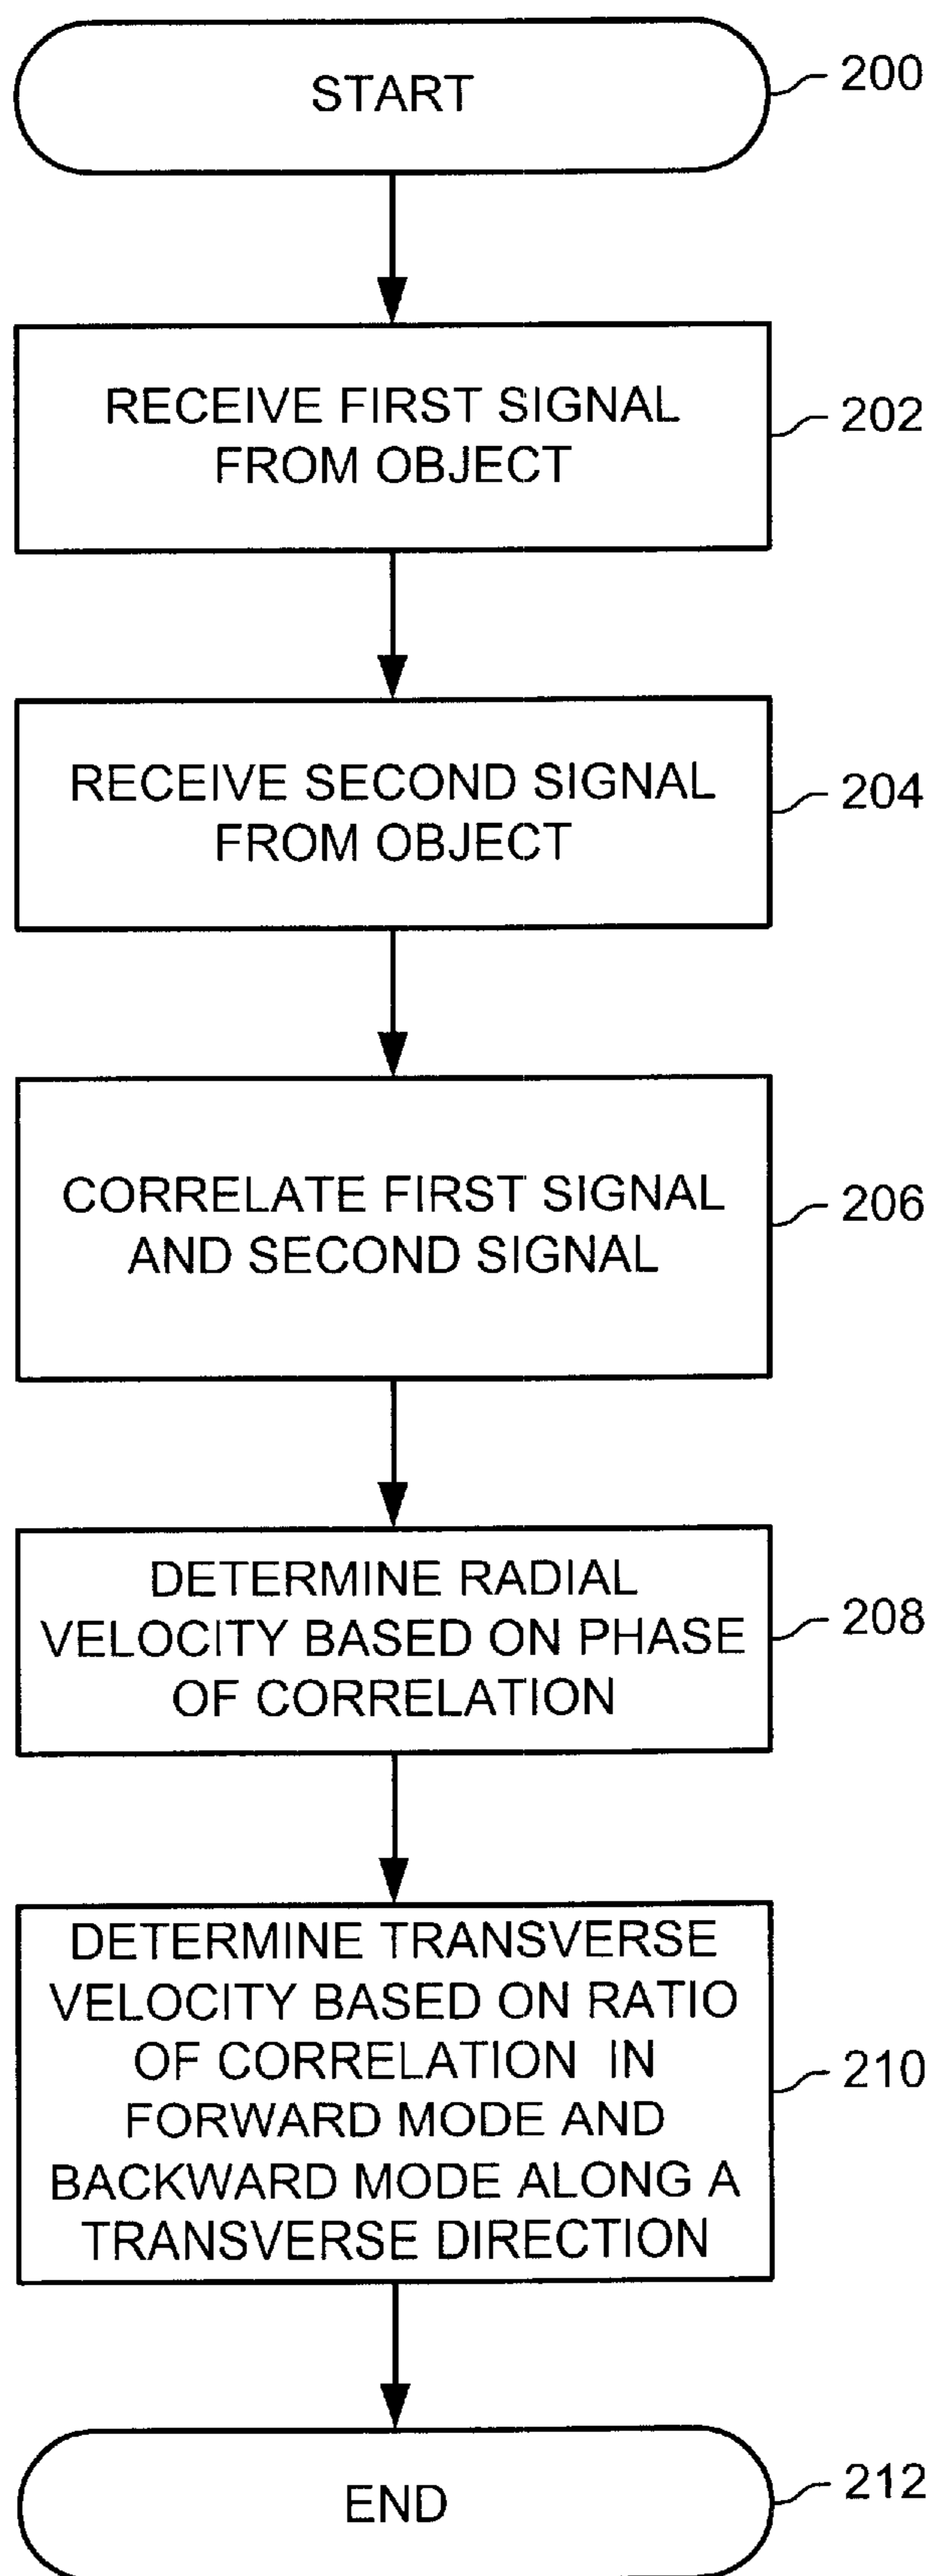 START
200
RECEIVE FIRST SIGNAL
FROM OBJECT
202
RECEIVE SECOND SIGNAL
FROM OBJECT
204
CORRELATE FIRST SIGNAL
AND SECOND SIGNAL
206
DETERMINE RADIAL
VELOCITY BASED ON PHASE
OF CORRELATION
208
DETERMINE TRANSVERSE
VELOCITY BASED ON RATIO
OF CORRELATION IN
FORWARD MODE AND
BACKWARD MODE ALONG A
TRANSVERSE DIRECTION
210
END
212